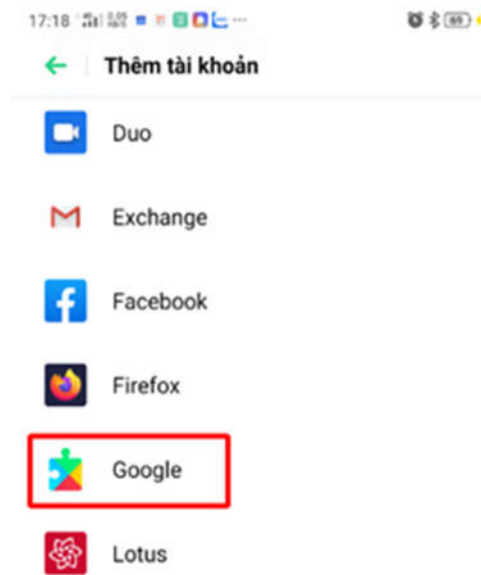 17:18
Thêm tài khoản
Duo
Exchange
Facebook
Firefox
Google
Lotus